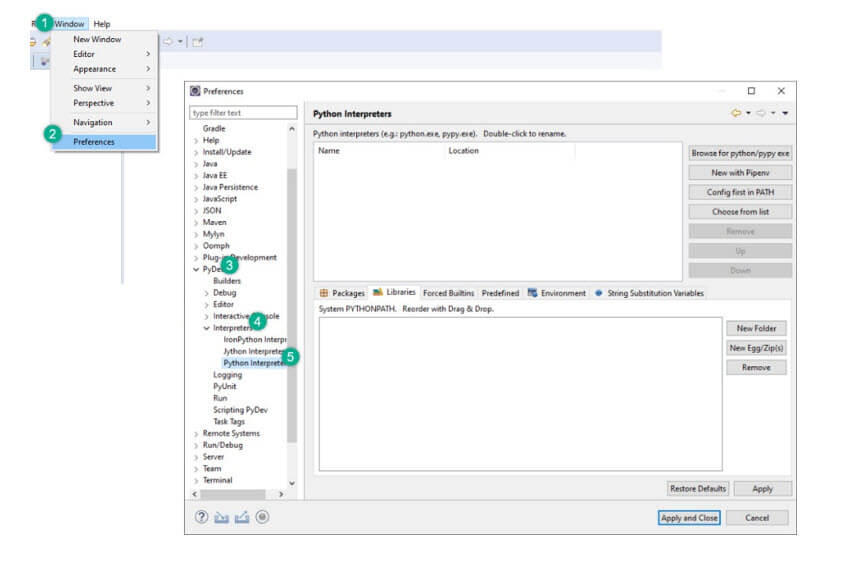 1 Window Help
New Window
Editor
Appearance
Show View
Perspective
Navigation
2 Preferences
Preferences
type filter text
Gradle
Help
Install/Update
Java
Java EE
Java Persistence
JavaScript
JSON
Maven
Mylyn
Oomph
Plug-in Development
3
PyDev
Builders
Debug
Editor
Interactive Console
4
Interpreters
IronPython Interpr
Jython Interpreter
5
Python Interprete
Logging
PyUnit
Run
Scripting PyDev
Task Tags
Remote Systems
Run/Debug
Server
Team
Terminal
Python Interpreters
Python interpreters (e.g.: python.exe, pypy.exe). Double-click to rename.
Name Location
Browse for python/pypy exe
New with Pipenv
Config first in PATH
Choose from list
Remove
Up
Down
Packages Libraries Forced Builtins Predefined Environment String Substitution Variables
System PYTHONPATH. Reorder with Drag & Drop.
New Folder
New Egg/Zip(s)
Remove
Restore Defaults Apply
Apply and Close Cancel